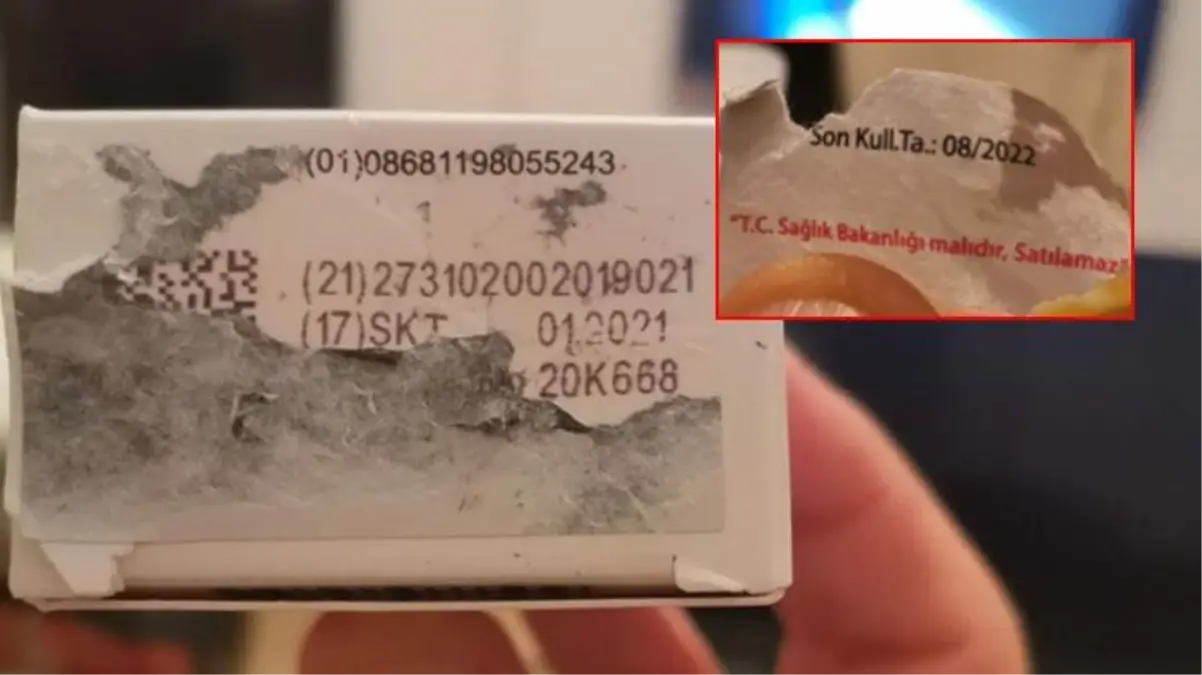 (01)08681198055243
(21)273102002019021
(17)SKT 01.2021
20K668
Son Kull.Ta.: 08/2022
"T.C. Sağlık Bakanlığı malıdır, Satılamaz"